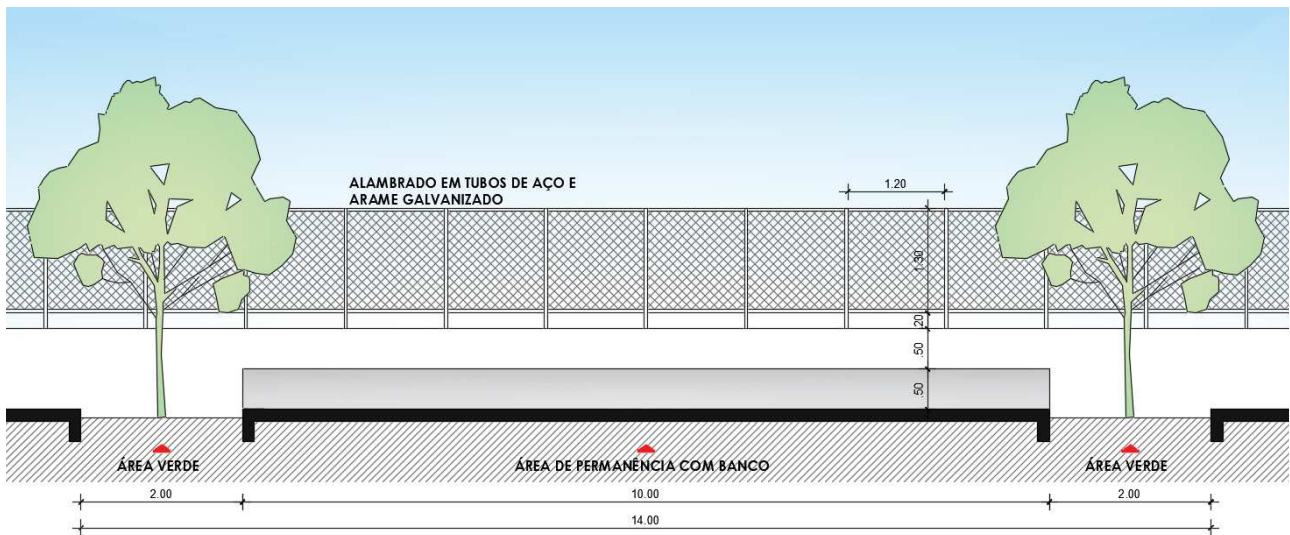 ALAMBRADO EM TUBOS DE AÇO E
ARAME GALVANIZADO
1.20
1.30
.20
.50
.50
ÁREA VERDE
ÁREA DE PERMANÊNCIA COM BANCO
ÁREA VERDE
2.00
10.00
2.00
14.00